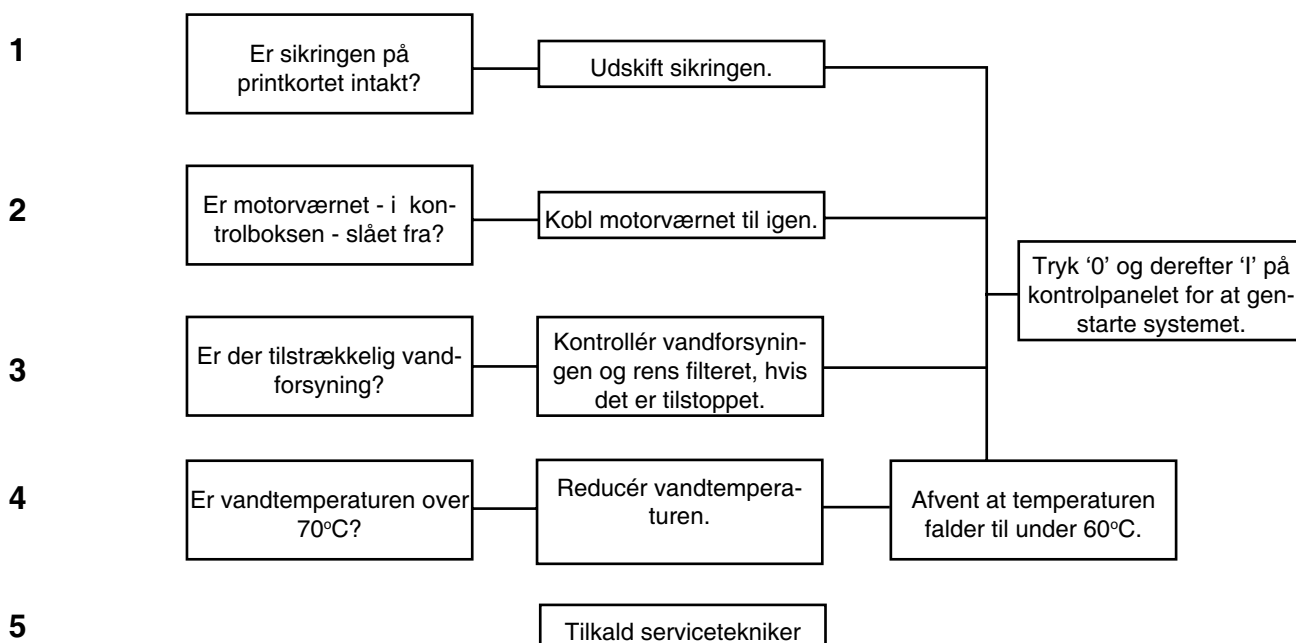 1
Er sikringen på
printkortet intakt?
Udskift sikringen.
2
Er motorværnet - i kon-
trolboksen - slået fra?
Kobl motorværnet til igen.
Tryk ‘0’ og derefter ‘I’ på
kontrolpanelet for at gen-
starte systemet.
3
Er der tilstrækkelig vand-
forsyning?
Kontrollér vandforsynin-
gen og rens filteret, hvis
det er tilstoppet.
4
Er vandtemperaturen over
70°C?
Reducér vandtempera-
turen.
Afvent at temperaturen
falder til under 60°C.
5
Tilkald servicetekniker